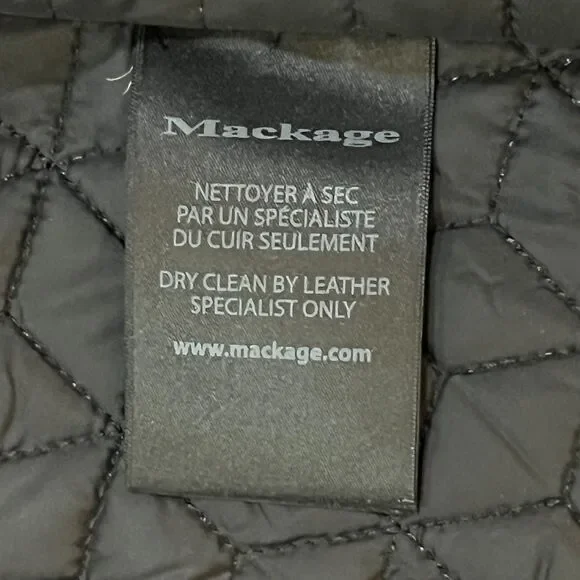 Mackage
NETTOYER À SEC
PAR UN SPÉCIALISTE
DU CUIR SEULEMENT
DRY CLEAN BY LEATHER
SPECIALIST ONLY
www.mackage.com